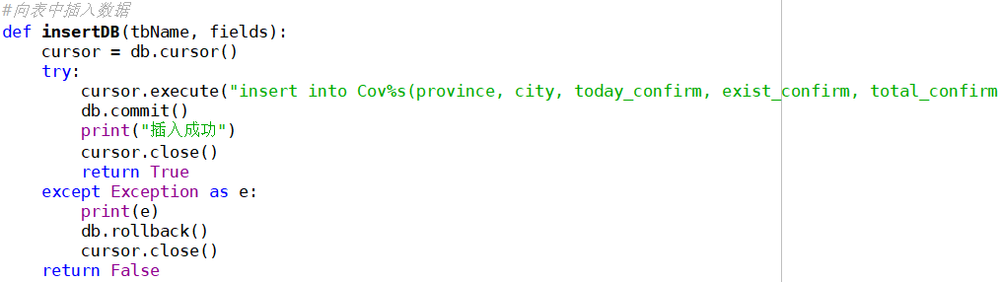 #向表中插入数据
def insertDB(tbName, fields):
    cursor = db.cursor()
    try:
        cursor.execute("insert into Cov%s(province, city, today_confirm, exist_confirm, total_confirm
        db.commit()
        print("插入成功")
        cursor.close()
        return True
    except Exception as e:
        print(e)
        db.rollback()
        cursor.close()
    return False